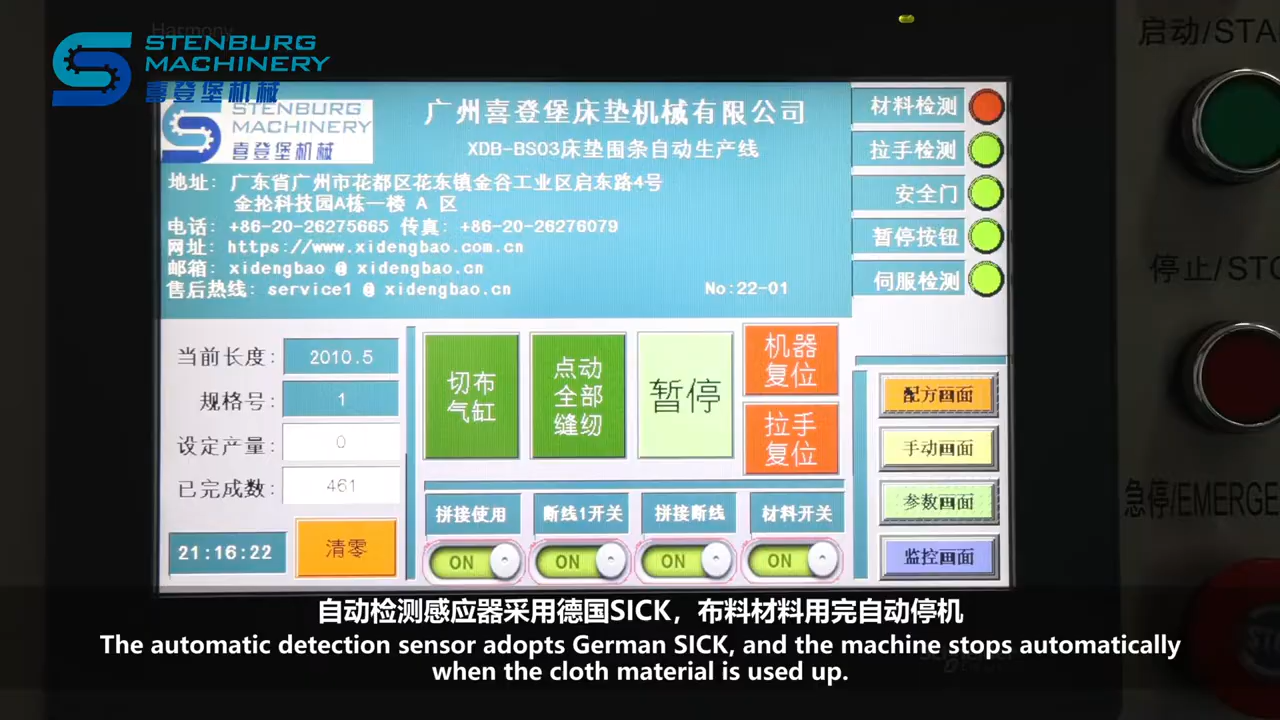 Harmony
STENBURG
MACHINERY
喜登堡机械
STENBURG
MACHINERY
喜登堡机械
广州喜登堡床垫机械有限公司
XDB-BS03床垫围条自动生产线
地址: 广东省广州市花都区花东镇金谷工业区启东路4号
金抢科技园A栋一楼 A 区
电话: +86-20-26275665 传真: +86-20-26276079
网址: https://www.xidengbao.com.cn
邮箱: xidengbao @ xidengbao.cn
售后热线: service1 @ xidengbao.cn
No:22-01
材料检测
拉手检测
安全门
暂停按钮
伺服检测
当前长度: 2010.5
规格号: 1
设定产量: 0
已完成数: 461
21:16:22
清零
切布
气缸
点动
全部
缝纫
暂停
机器
复位
拉手
复位
拼接使用
断线1开关
拼接断线
材料开关
ON
ON
ON
ON
配方画面
手动画面
参数画面
监控画面
启动/STA
停止/STO
急停/EMERGE
自动检测感应器采用德国SICK，布料材料用完自动停机
The automatic detection sensor adopts German SICK, and the machine stops automatically
when the cloth material is used up.